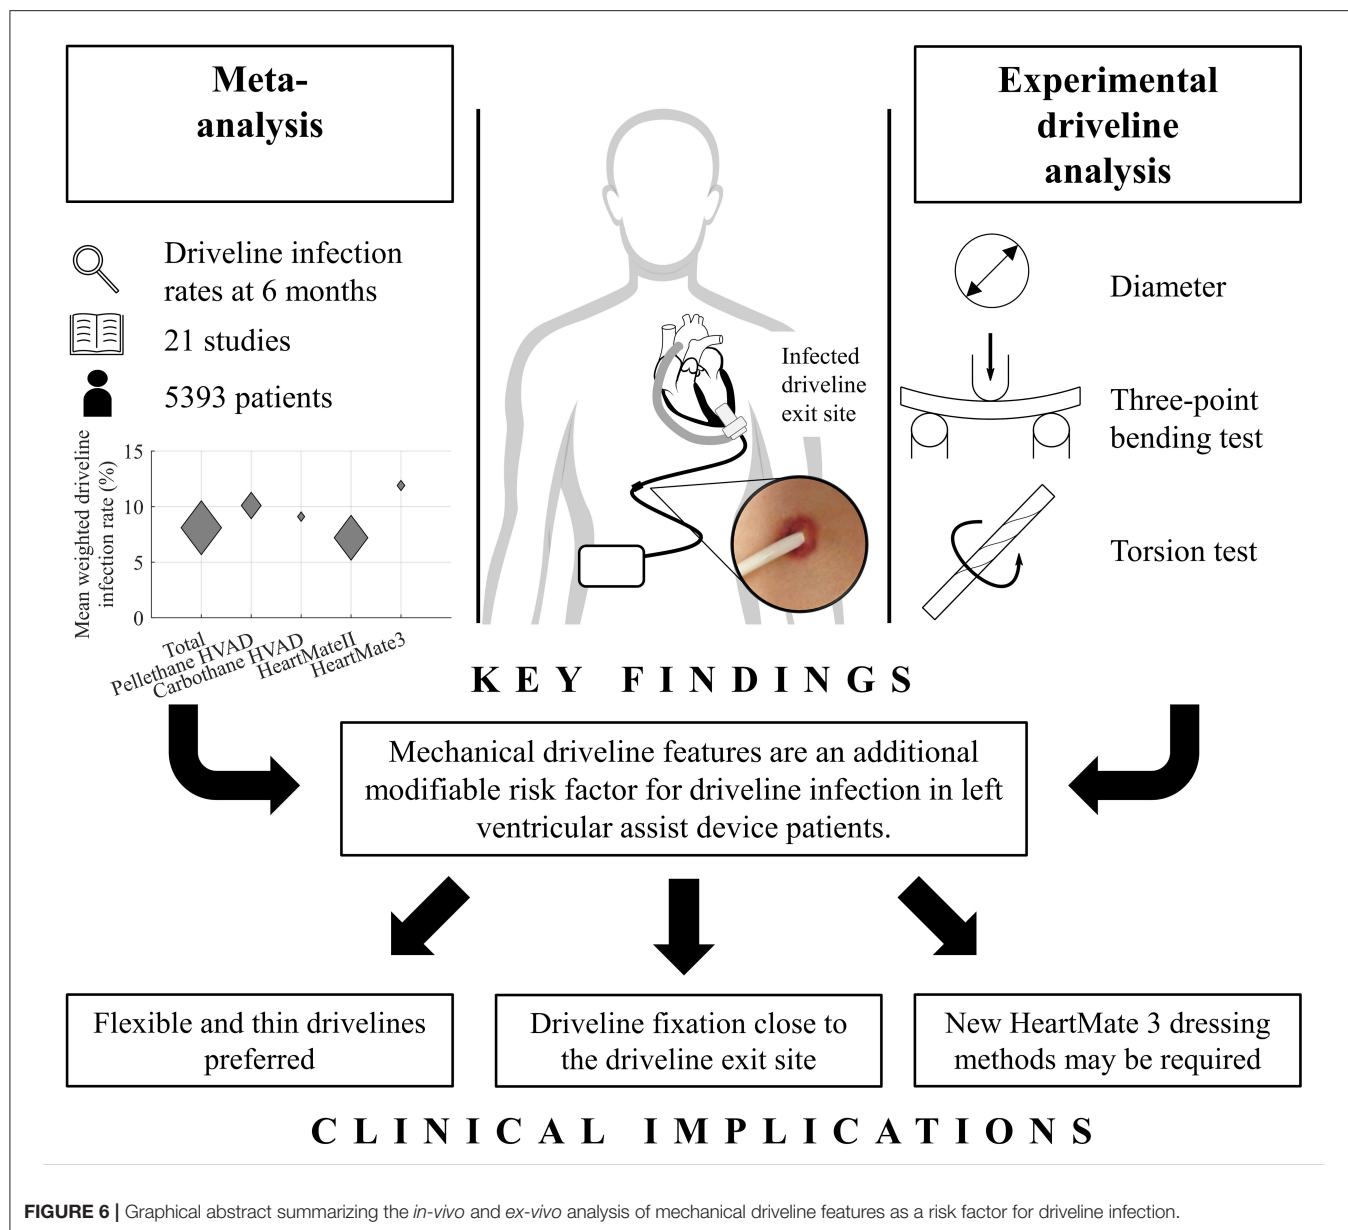 Meta-
analysis
Driveline infection
rates at 6 months
21 studies
5393 patients
Mean weighted driveline
infection rate (%)
15
10
5
0
Total
Pellethane HVAD
Carbothane HVAD
HeartMateII
HeartMate3
Infected
driveline
exit site
Experimental
driveline
analysis
Diameter
Three-point
bending test
Torsion test
KEY FINDINGS
Mechanical driveline features are an additional
modifiable risk factor for driveline infection in left
ventricular assist device patients.
Flexible and thin drivelines
preferred
Driveline fixation close to
the driveline exit site
New HeartMate 3 dressing
methods may be required
CLINICAL IMPLICATIONS
FIGURE 6 | Graphical abstract summarizing the in-vivo and ex-vivo analysis of mechanical driveline features as a risk factor for driveline infection.